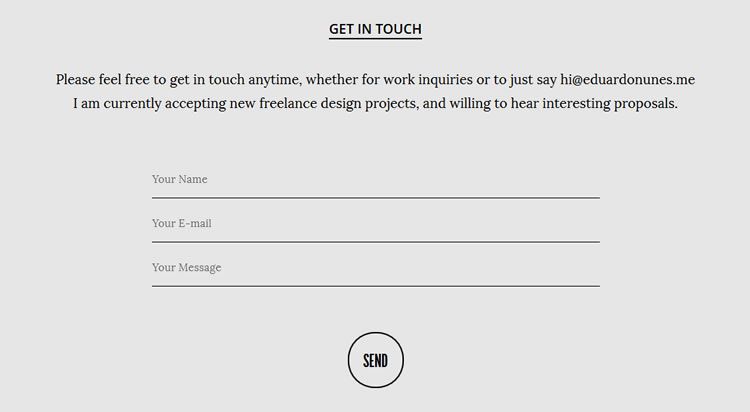 GET IN TOUCH
Please feel free to get in touch anytime, whether for work inquiries or to just say hi@eduardonunes.me
I am currently accepting new freelance design projects, and willing to hear interesting proposals.
Your Name
Your E-mail
Your Message
SEND